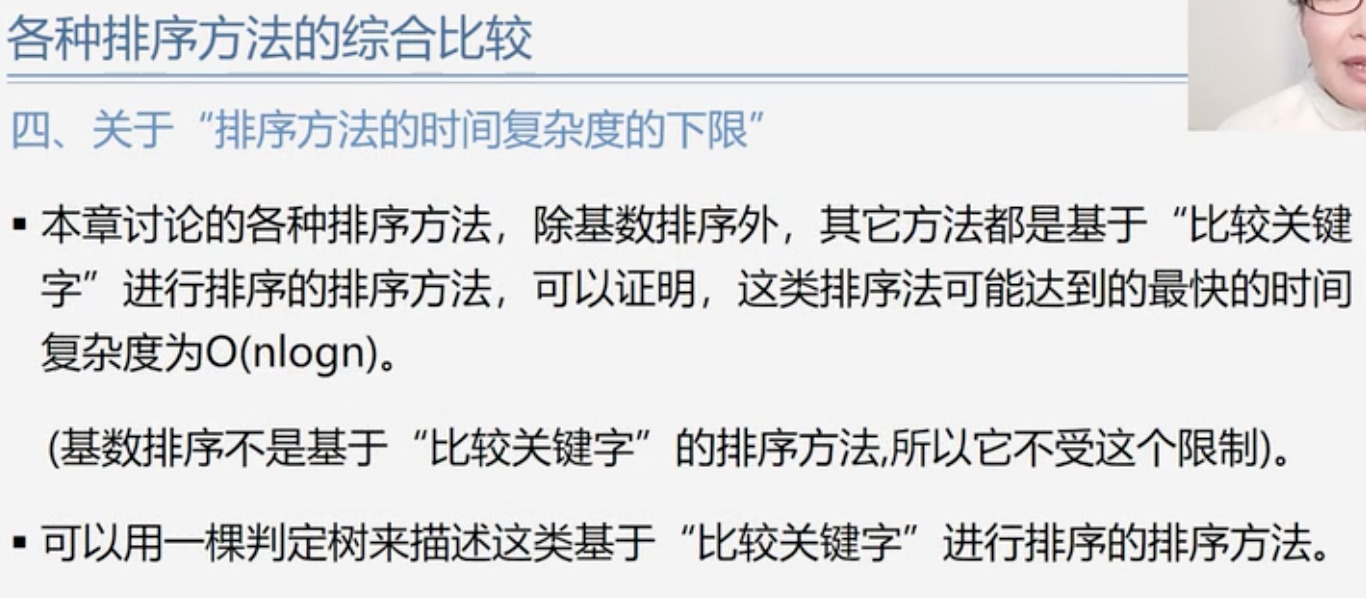 各种排序方法的综合比较
四、关于“排序方法的时间复杂度的下限”
▪ 本章讨论的各种排序方法，除基数排序外，其它方法都是基于“比较关键
字”进行排序的排序方法，可以证明，这类排序法可能达到的最快的时间
复杂度为O(nlogn)。
(基数排序不是基于“比较关键字”的排序方法,所以它不受这个限制)。
▪ 可以用一棵判定树来描述这类基于“比较关键字”进行排序的排序方法。